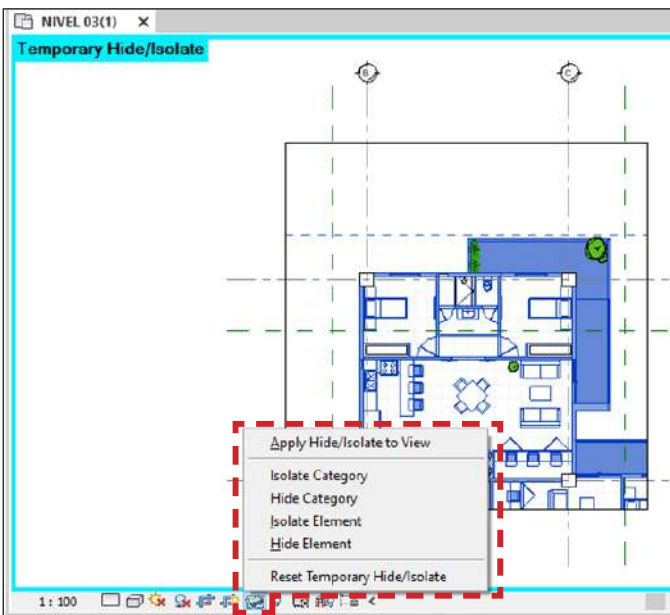 NIVEL 03(1)
Temporary Hide/Isolate
B
C
Apply Hide/Isolate to View
Isolate Category
Hide Category
Isolate Element
Hide Element
Reset Temporary Hide/Isolate
1 : 100